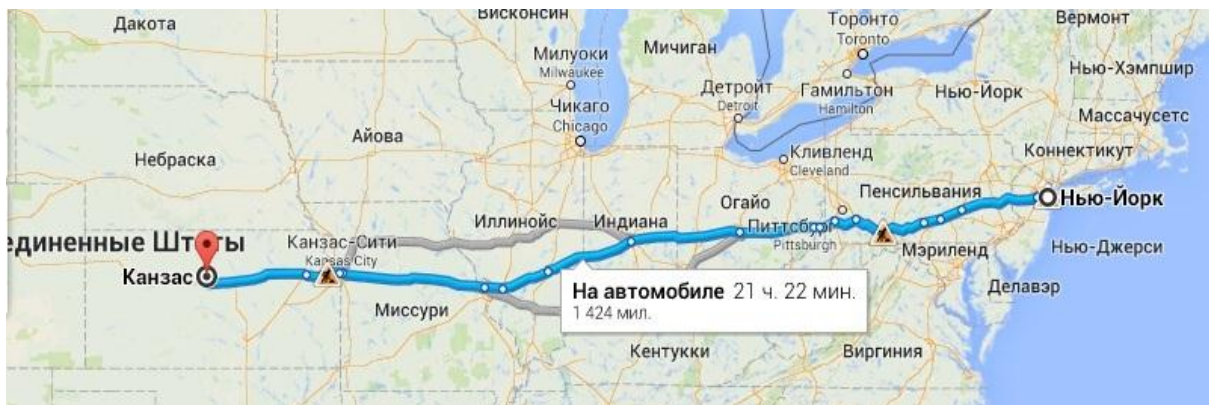 Дакота
Висконсин
Торонто
Toronto
Вермонт
Милуоки
Milwaukee
Мичиган
Нью-Хэмпшир
Детройт
Detroit
Гамильтон
Hamilton
Нью-Йорк
Чикаго
Chicago
Массачусетс
Айова
Небраска
Кливленд
Cleveland
Коннектикут
Пенсильвания
Нью-Йорк
Иллинойс
Индиана
Огайо
Питтсбург
Pittsburgh
единенные Штаты
Канзас-Сити
Kansas City
Мэриленд
Нью-Джерси
Канзас
На автомобиле 21 ч. 22 мин.
1 424 мил.
Делавэр
Миссури
Кентукки
Виргиния